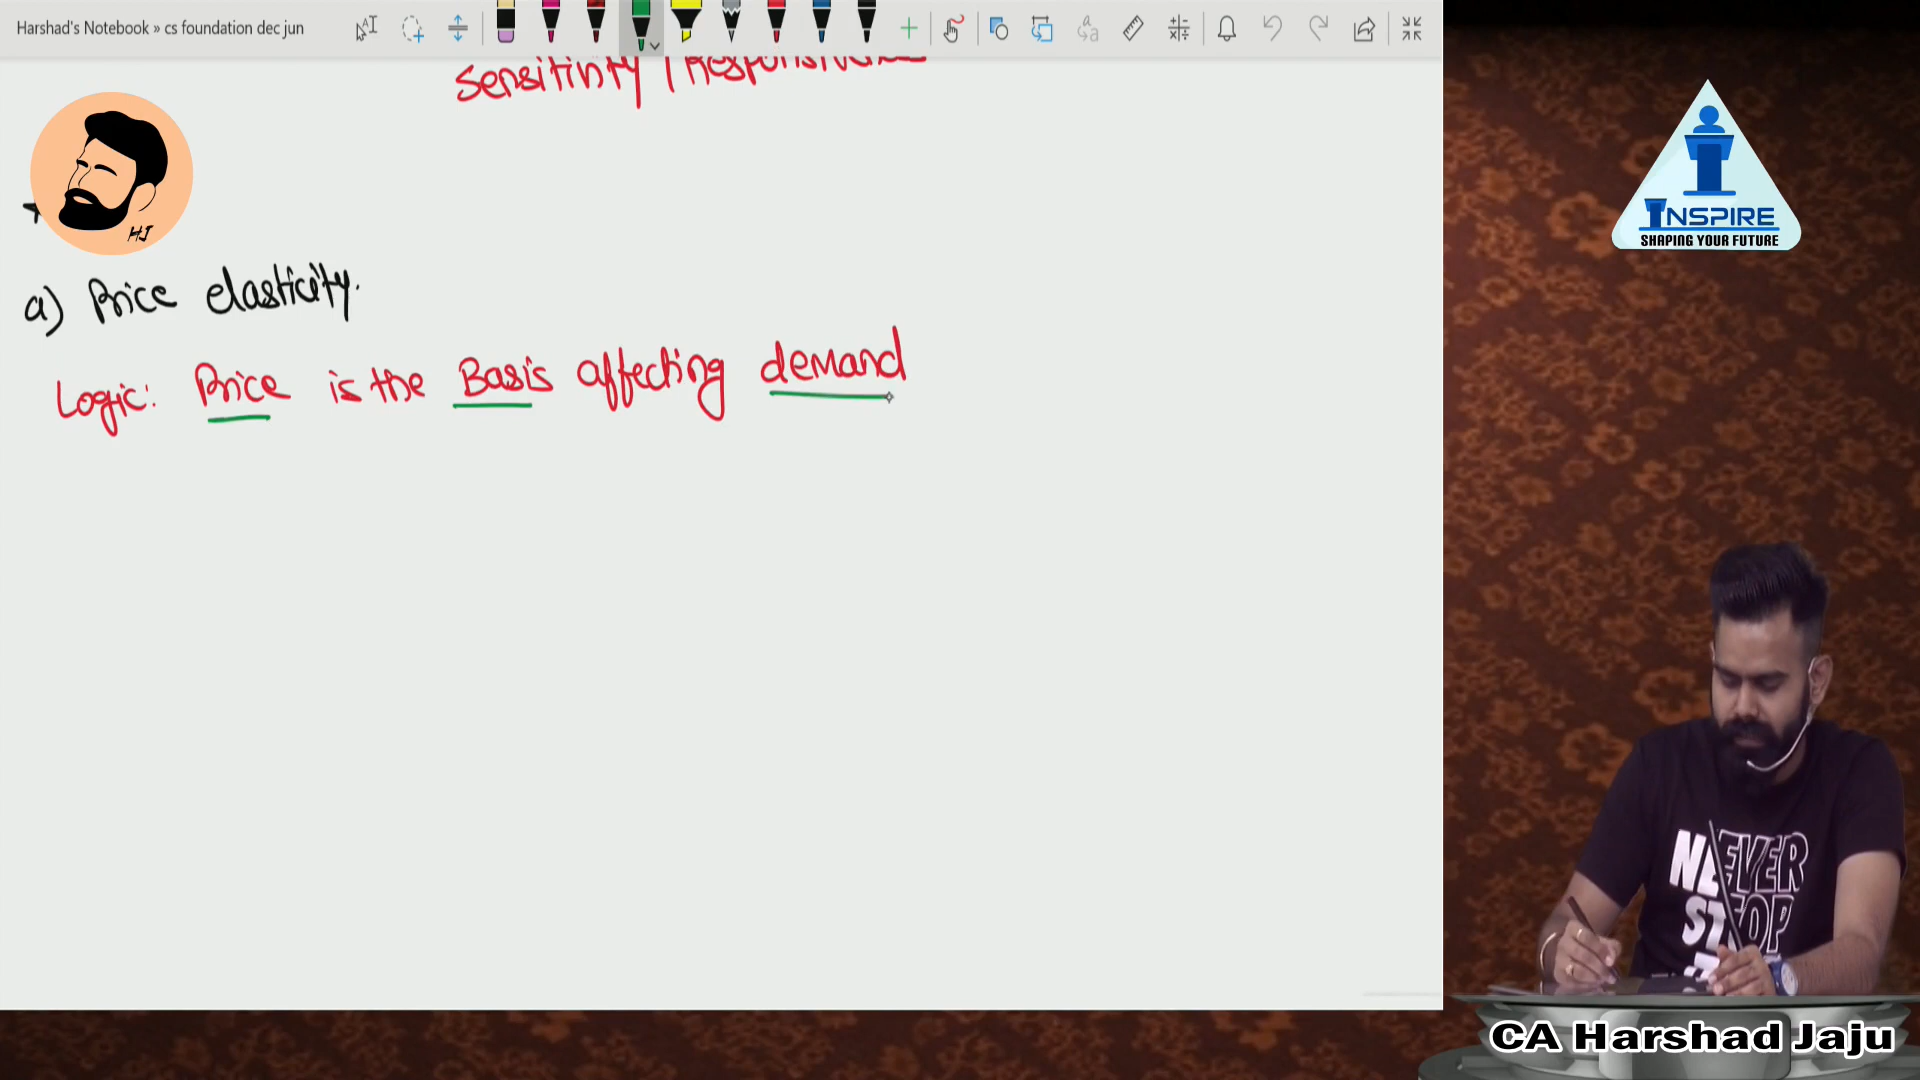 Harshad's Notebook » cs foundation dec jun
Sensitivity / Responsiveness
HJ
a) Price elasticity.
Logic: Price is the Basis affecting demand
INSPIRE
SHAPING YOUR FUTURE
NEVER
STOP
CA Harshad Jaju